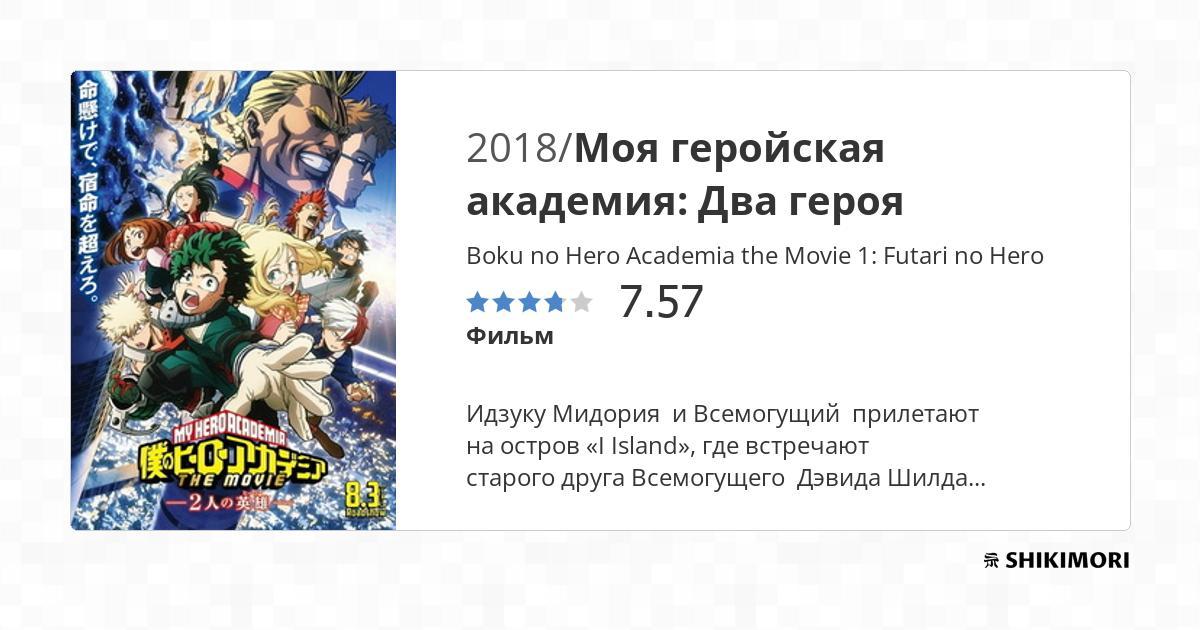 命懸けで、宿命を超えろ。
MY HERO ACADEMIA
僕のヒーローアカデミア
THE MOVIE
2人の英雄
8.3
Roadshow
2018/Моя геройская
академия: Два героя
Boku no Hero Academia the Movie 1: Futari no Hero
7.57
Фильм
Идзуку Мидория и Всемогущий прилетают
на остров «I Island», где встречают
старого друга Всемогущего Дэвида Шилда...
SHIKIMORI